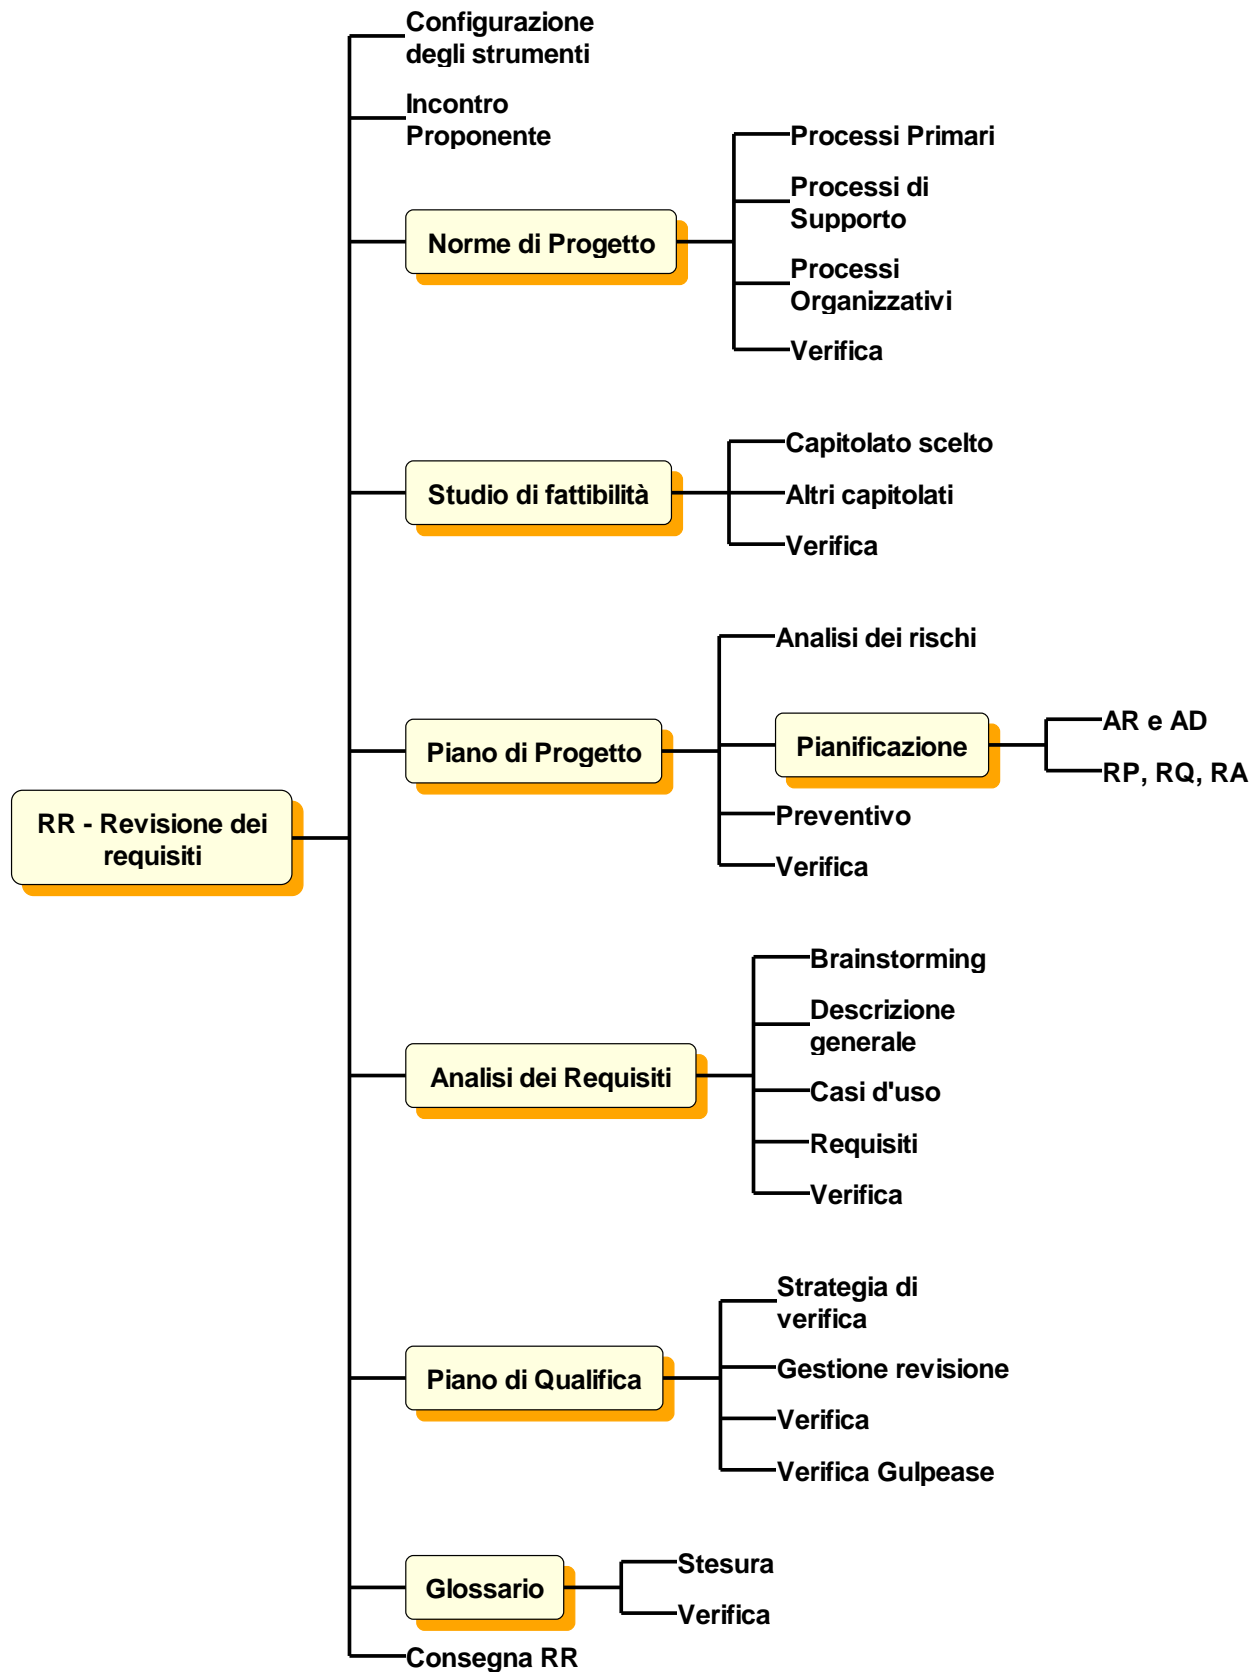 Configurazione
degli strumenti
Incontro
Proponente
Norme di Progetto
Processi Primari
Processi di
Supporto
Processi
Organizzativi
Verifica
Studio di fattibilità
Capitolato scelto
Altri capitolati
Verifica
Piano di Progetto
Analisi dei rischi
Pianificazione
AR e AD
RP, RQ, RA
Preventivo
Verifica
RR - Revisione dei
requisiti
Analisi dei Requisiti
Brainstorming
Descrizione
generale
Casi d'uso
Requisiti
Verifica
Piano di Qualifica
Strategia di
verifica
Gestione revisione
Verifica
Verifica Gulpease
Glossario
Stesura
Verifica
Consegna RR